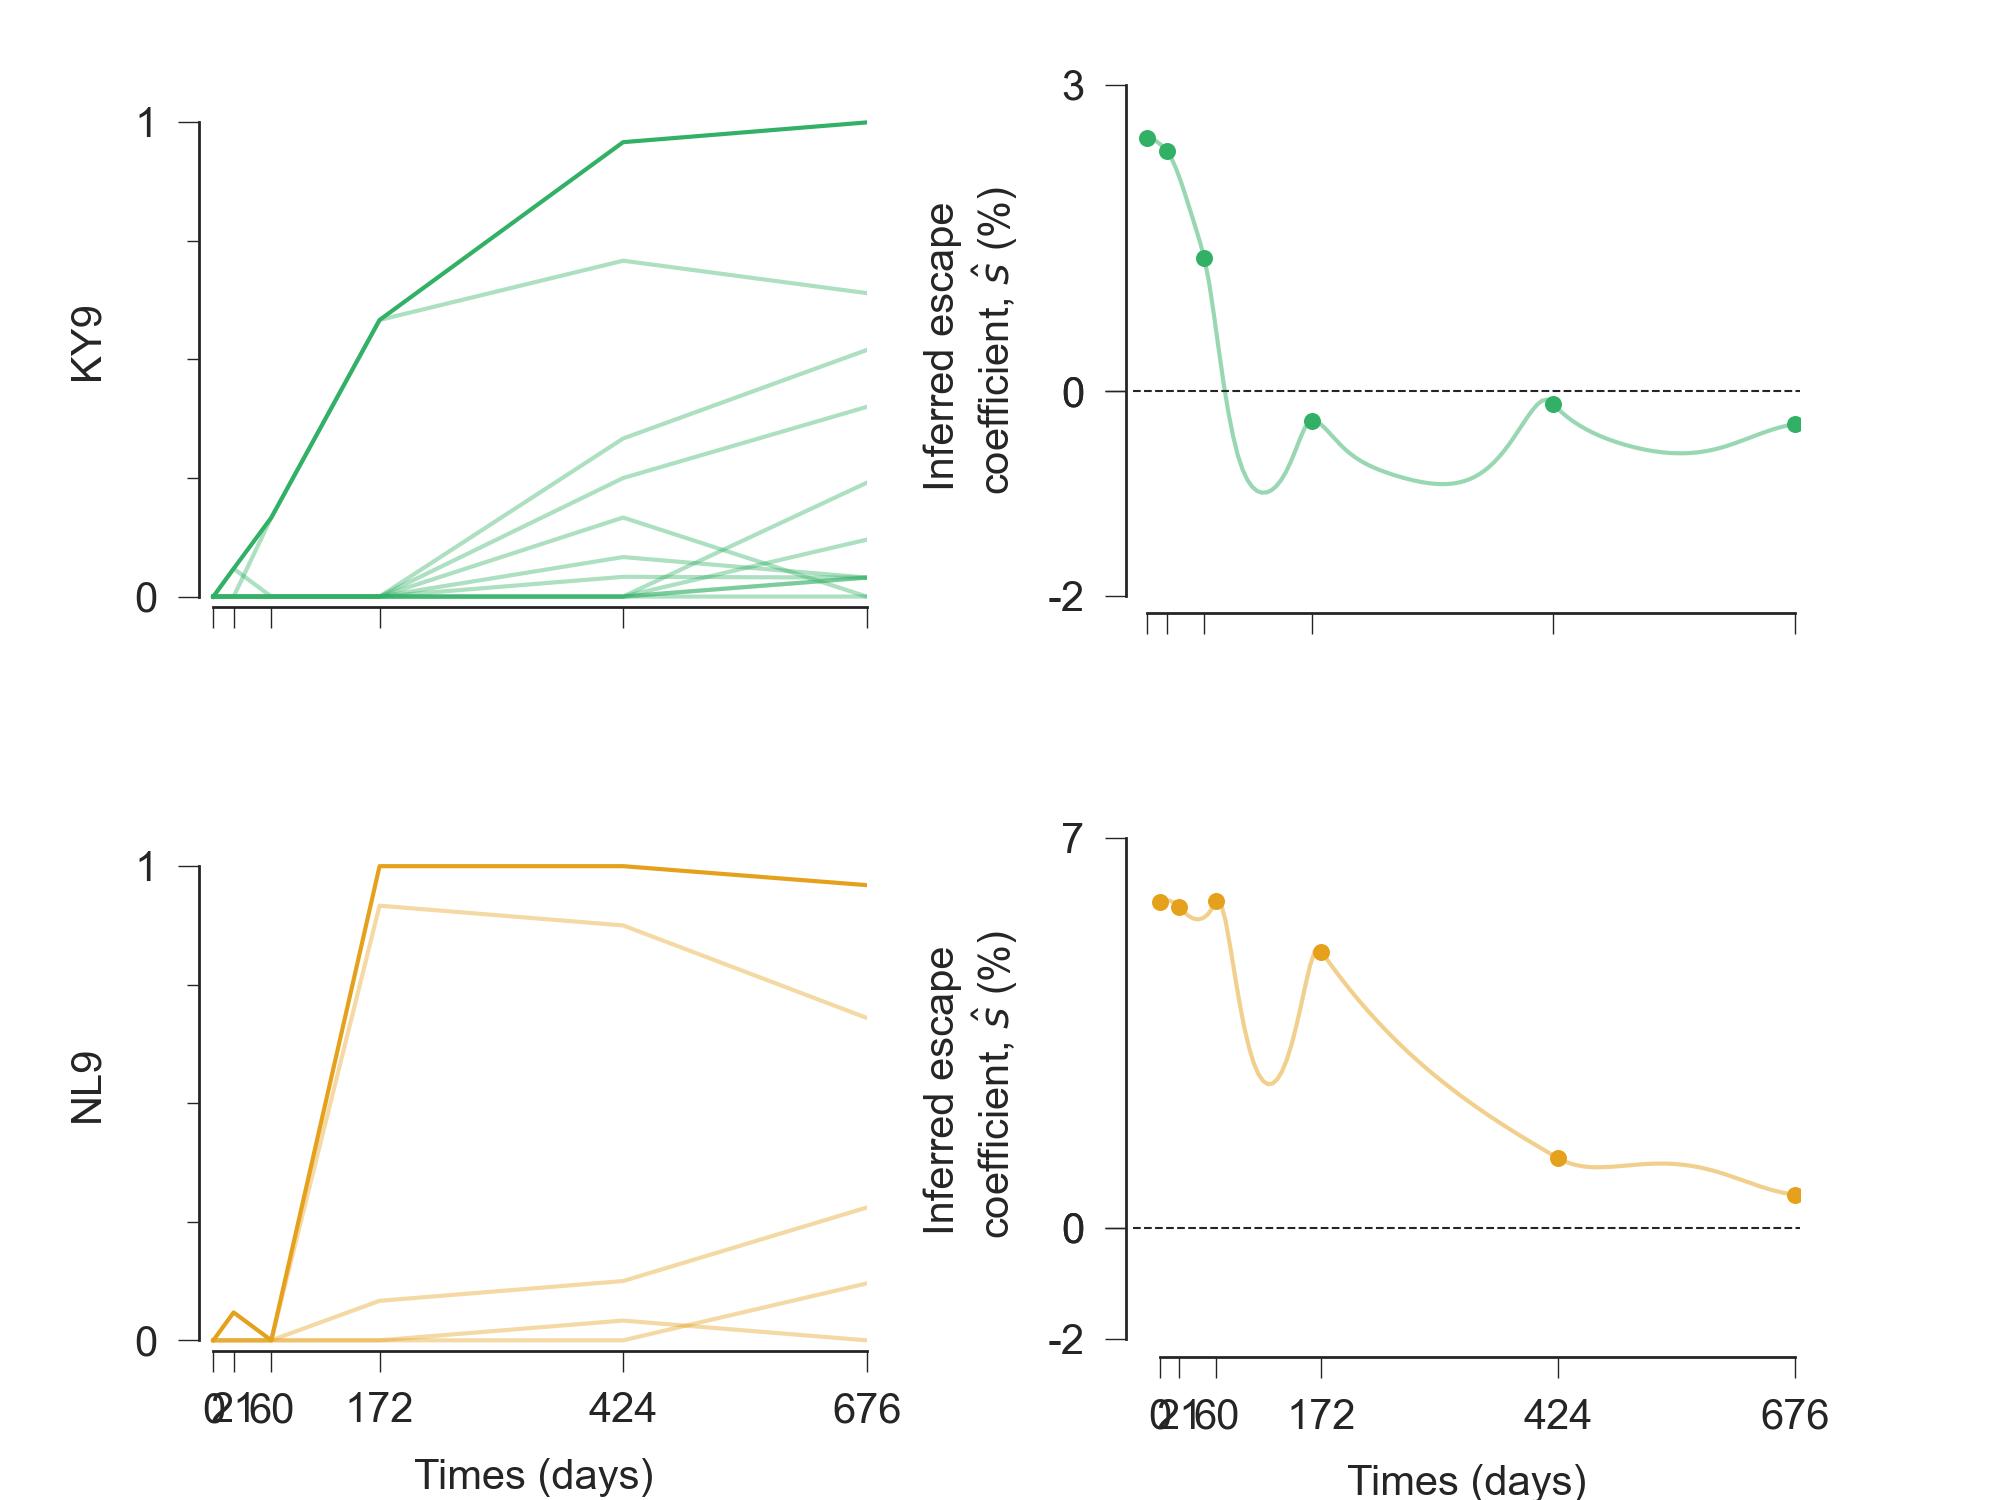 KY9
1
0
Inferred escape
coefficient, ŝ (%)
3
0
-2
NL9
1
0
0 21 60 172 424 676
Times (days)
Inferred escape
coefficient, ŝ (%)
7
0
-2
0 21 60 172 424 676
Times (days)